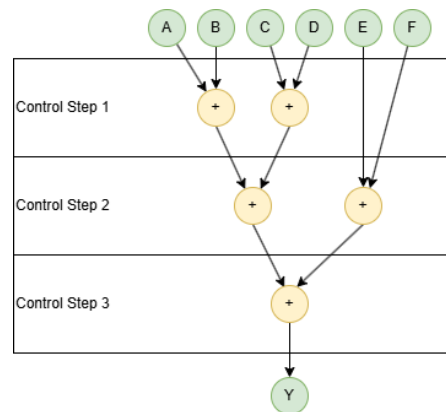 A B C D E F
Control Step 1 + +
Control Step 2 + +
Control Step 3 +
Y